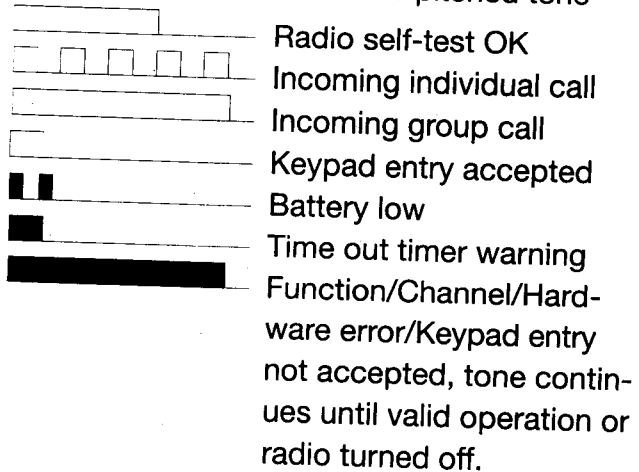 pitched tone
Radio self-test OK
Incoming individual call
Incoming group call
Keypad entry accepted
Battery low
Time out timer warning
Function/Channel/Hard-
ware error/Keypad entry
not accepted, tone contin-
ues until valid operation or
radio turned off.